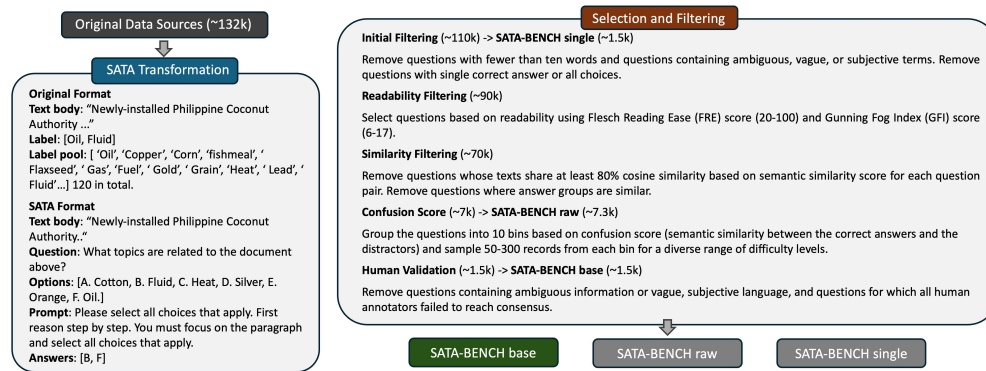 Original Data Sources (~132k)
SATA Transformation
Original Format
Text body: “Newly-installed Philippine Coconut
Authority ...”
Label: [Oil, Fluid]
Label pool: [ ‘Oil’, ‘Copper’, ‘Corn’, ‘fishmeal’, ‘
Flaxseed’, ‘ Gas’, ‘Fuel’, ‘ Gold’, ‘ Grain’, ‘Heat’, ‘ Lead’, ‘
Fluid’...] 120 in total.
SATA Format
Text body: “Newly-installed Philippine Coconut
Authority..“
Question: What topics are related to the document
above?
Options: [A. Cotton, B. Fluid, C. Heat, D. Silver, E.
Orange, F. Oil.]
Prompt: Please select all choices that apply. First
reason step by step. You must focus on the paragraph
and select all choices that apply.
Answers: [B, F]
Selection and Filtering
Initial Filtering (~110k) -> SATA-BENCH single (~1.5k)
Remove questions with fewer than ten words and questions containing ambiguous, vague, or subjective terms. Remove
questions with single correct answer or all choices.
Readability Filtering (~90k)
Select questions based on readability using Flesch Reading Ease (FRE) score (20-100) and Gunning Fog Index (GFI) score
(6-17).
Similarity Filtering (~70k)
Remove questions whose texts share at least 80% cosine similarity based on semantic similarity score for each question
pair. Remove questions where answer groups are similar.
Confusion Score (~7k) -> SATA-BENCH raw (~7.3k)
Group the questions into 10 bins based on confusion score (semantic similarity between the correct answers and the
distractors) and sample 50-300 records from each bin for a diverse range of difficulty levels.
Human Validation (~1.5k) -> SATA-BENCH base (~1.5k)
Remove questions containing ambiguous information or vague, subjective language, and questions for which all human
annotators failed to reach consensus.
SATA-BENCH base
SATA-BENCH raw
SATA-BENCH single